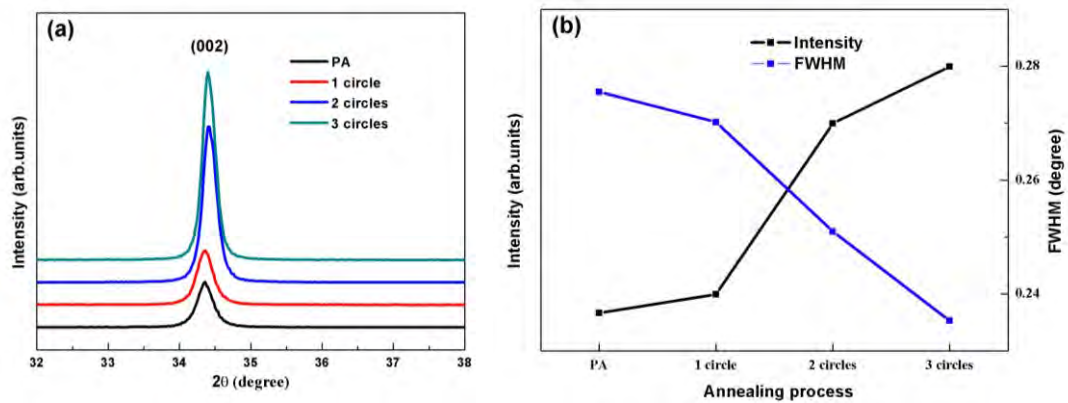 (a)
(002)
PA
1 circle
2 circles
3 circles
Intensity (arb.units)
32 33 34 35 36 37 38
2θ (degree)
(b)
Intensity
FWHM
Intensity (arb.units)
0.28
0.26
0.24
FWHM (degree)
PA 1 circle 2 circles 3 circles
Annealing process